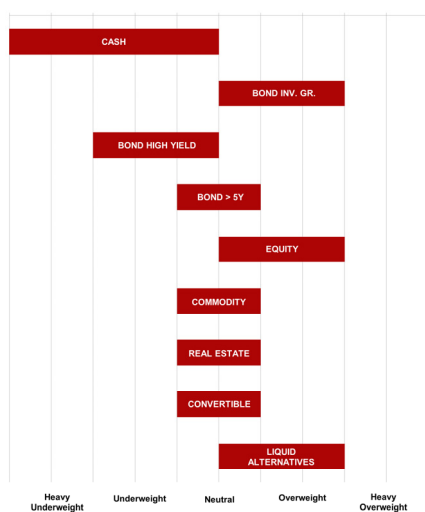 CASH
BOND INV. GR.
BOND HIGH YIELD
BOND > 5Y
EQUITY
COMMODITY
REAL ESTATE
CONVERTIBLE
LIQUID
ALTERNATIVES
Heavy
Underweight
Underweight
Neutral
Overweight
Heavy
Overweight